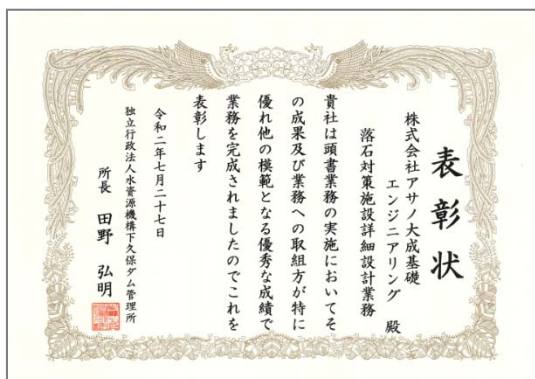 表彰状
株式会社アサノ大成基礎
エンジニアリング 殿
落石対策施設詳細設計業務
貴社は頭書業務の実施においてそ
の成果及び業務への取組方が特に
優れ他の模範となる優秀な成績で
業務を完成されましたのでこれを
表彰します
令和二年七月二十七日
独立行政法人水資源機構下久保ダム管理所
所長 田野 弘明